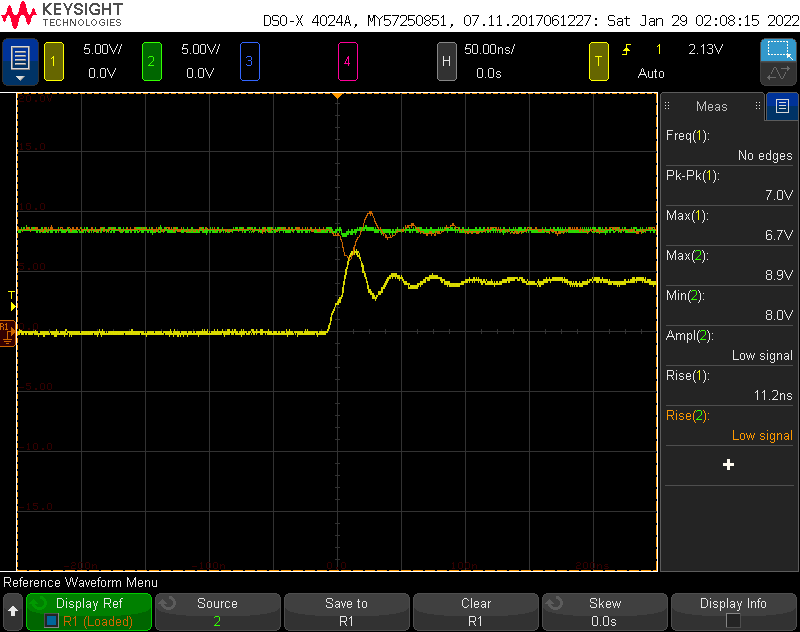 KEYSIGHT
TECHNOLOGIES
DSO-X 4024A, MY57250851, 07.11.2017061227: Sat Jan 29 02:08:15 2022
1
5.00V/
0.0V
2
5.00V/
0.0V
3
4
H
50.00ns/
0.0s
T
1
2.13V
Auto
Meas
Freq(1):
No edges
Pk-Pk(1):
7.0V
Max(1):
6.7V
Max(2):
8.9V
Min(2):
8.0V
Ampl(2):
Low signal
Rise(1):
11.2ns
Rise(2):
Low signal
T
R1
Reference Waveform Menu
Display Ref
R1 (Loaded)
Source
2
Save to
R1
Clear
R1
Skew
0.0s
Display Info